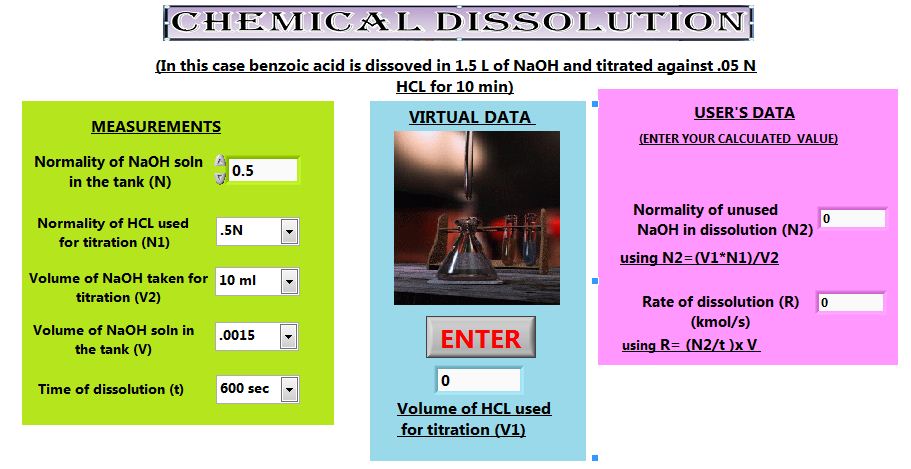 CHEMICAL DISSOLUTION
(In this case benzoic acid is dissoved in 1.5 L of NaOH and titrated against .05 N
HCL for 10 min)
MEASUREMENTS
Normality of NaOH soln
in the tank (N)
0.5
Normality of HCL used
for titration (N1)
.5N
Volume of NaOH taken for
titration (V2)
10 ml
Volume of NaOH soln in
the tank (V)
.0015
Time of dissolution (t)
600 sec
VIRTUAL DATA
ENTER
0
Volume of HCL used
for titration (V1)
USER'S DATA
(ENTER YOUR CALCULATED VALUE)
Normality of unused
NaOH in dissolution (N2)
0
using N2=(V1*N1)/V2
Rate of dissolution (R)
(kmol/s)
0
using R= (N2/t )x V